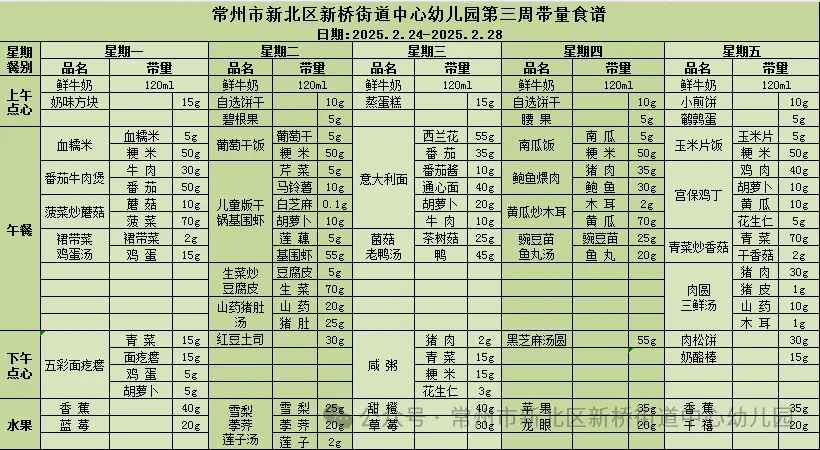 常州市新北区新桥街道中心幼儿园第三周带量食谱
日期:2025.2.24-2025.2.28
星期 星期一 星期二 星期三 星期四 星期五
餐别 品名 带量 品名 带量 品名 带量 品名 带量 品名 带量
上午点心 鲜牛奶 120ml 鲜牛奶 120ml 鲜牛奶 120ml 鲜牛奶 120ml 鲜牛奶 120ml
奶味方块 15g 自选饼干 10g 蒸蛋糕 15g 自选饼干 10g 小煎饼 10g
碧根果 5g 腰果 5g 鹌鹑蛋 5g
午餐 血糯米 血糯米 5g 葡萄干饭 葡萄干 5g 意大利面 西兰花 55g 南瓜饭 南瓜 5g 玉米片饭 玉米片 5g
粳米 50g 粳米 50g 番茄 35g 粳米 50g 粳米 50g
番茄牛肉煲 牛肉 30g 儿童版干锅基围虾 芹菜 5g 番茄酱 10g 鲍鱼煨肉 猪肉 35g 宫保鸡丁 鸡肉 40g
番茄 50g 马铃薯 10g 通心面 40g 鲍鱼 30g 胡萝卜 10g
菠菜炒蘑菇 蘑菇 10g 白芝麻 0.1g 胡萝卜 20g 黄瓜炒木耳 木耳 2g 黄瓜 10g
菠菜 70g 胡萝卜 10g 牛肉 10g 黄瓜 70g 花生仁 5g
裙带菜鸡蛋汤 裙带菜 2g 莲藕 5g 菌菇老鸭汤 茶树菇 25g 豌豆苗鱼丸汤 豌豆苗 25g 青菜炒香菇 青菜 70g
鸡蛋 15g 基围虾 55g 鸭 45g 鱼丸 20g 干香菇 2g
生菜炒豆腐皮 豆腐皮 5g 肉圆三鲜汤 猪肉 30g
生菜 70g 猪皮 1g
山药猪肚汤 山药 20g 山药 10g
猪肚 25g 木耳 1g
下午点心 五彩面疙瘩 青菜 15g 红豆吐司 30g 咸粥 猪肉 2g 黑芝麻汤圆 55g 肉松饼 30g
面疙瘩 15g 青菜 15g 奶酪棒 15g
鸡蛋 5g 粳米 15g
胡萝卜 5g 花生仁 3g
水果 香蕉 40g 雪梨荸荠莲子汤 雪梨 25g 甜橙 40g 苹果 35g 香蕉 35g
蓝莓 20g 荸荠 20g 草莓 30g 龙眼 20g 干禧 20g
莲子 2g
公众号·常州市新北区新桥街道中心幼儿园